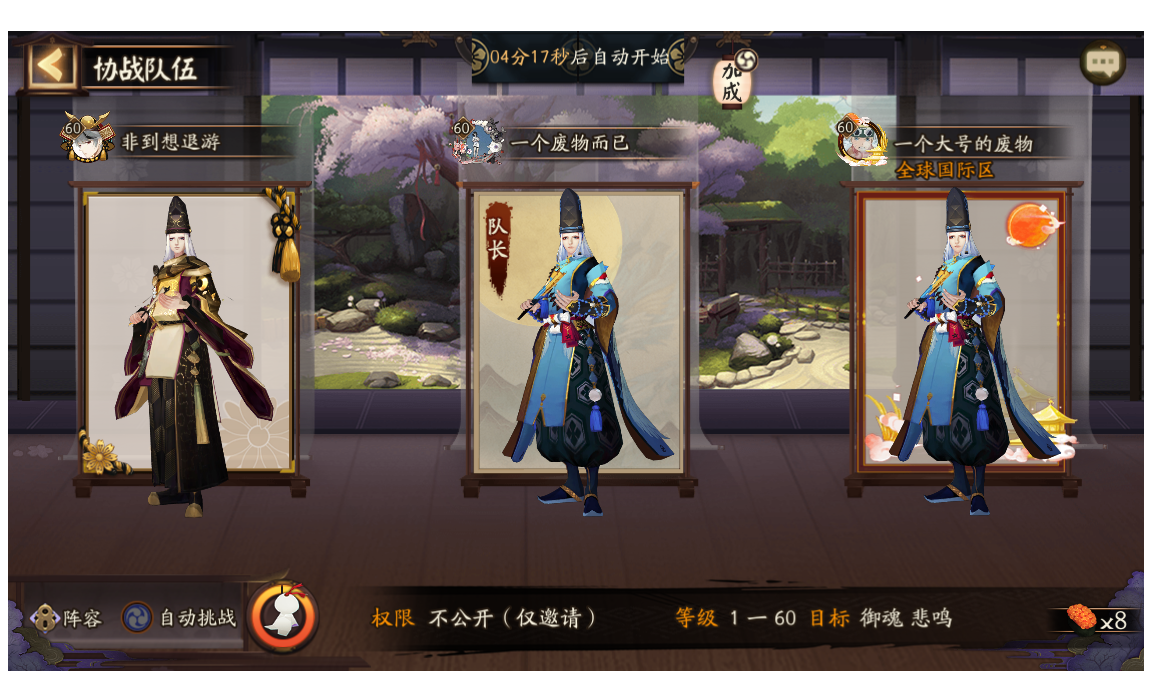 协战队伍
04分17秒后自动开始
加成
60
非到想退游
60
一个废物而已
60
一个大号的废物
全球国际区
队长
阵容
自动挑战
权限 不公开（仅邀请）
等级 1 一 60 目标 御魂 悲鸣
x8